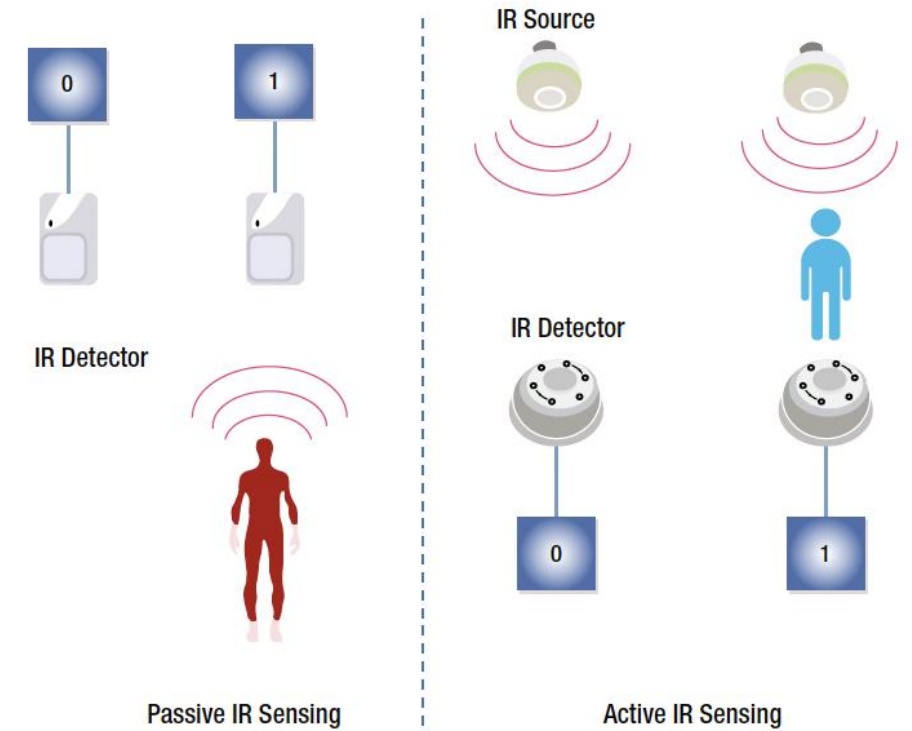 IR Source
0
1
IR Detector
IR Detector
0
1
Passive IR Sensing
Active IR Sensing